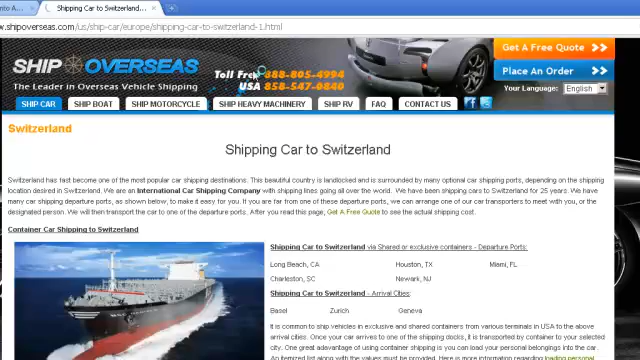 Shipping Car to Switzerland...
w.shipoverseas.com/us/ship-car/europe/shipping-car-to-switzerland-1.html
SHIP OVERSEAS
The Leader in Overseas Vehicle Shipping
Toll Free 888-805-4994
USA 858-547-0840
Get A Free Quote >>
Place An Order >>
Your Language: English
SHIP CAR SHIP BOAT SHIP MOTORCYCLE SHIP HEAVY MACHINERY SHIP RV FAQ CONTACT US
Switzerland
Shipping Car to Switzerland
Switzerland has fast become one of the most popular car shipping destinations. This beautiful country is landlocked and is surrounded by many optional car shipping ports, depending on the shipping
location desired in Switzerland. We are an International Car Shipping Company with shipping lines going all over the world. We have been shipping cars to Switzerland for 25 years. We have
many car shipping departure ports, as shown below, to make it easy for you. If you are far from one of these departure ports, we can arrange one of our car transporters to meet with you, or the
designated person. We will then transport the car to one of the departure ports. After you read this page, Get A Free Quote to see the actual shipping cost.
Container Car Shipping to Switzerland
Shipping Car to Switzerland via Shared or exclusive containers - Departure Ports:
Long Beach, CA Houston, TX Miami, FL
Charleston, SC Newark, NJ
Shipping Car to Switzerland - Arrival Cities:
Basel Zurich Geneva
It is common to ship vehicles in exclusive and shared containers from various terminals in USA to the above
arrival cities. Once your car arrives to one of the shipping docks, it is transported by container to your selected
city. One great advantage of using container shipping is you can load your personal belongings into the car.
An itemized list along with the values must be provided. Here is more information regarding loading personal